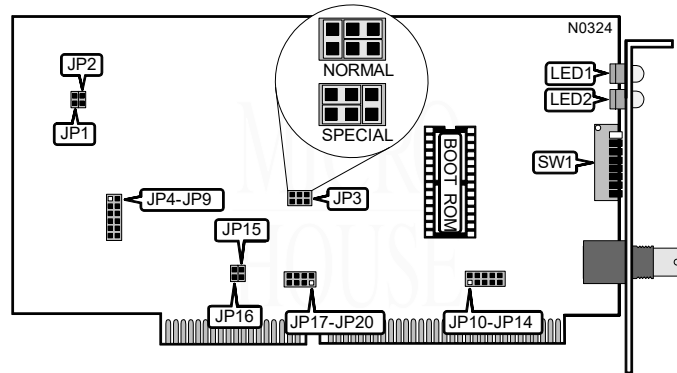 N0324
NORMAL
SPECIAL
JP2
JP1
LED1
LED2
SW1
BOOT ROM
JP4-JP9
JP3
JP15
JP16
JP17-JP20
JP10-JP14
MICRO
HOUSE